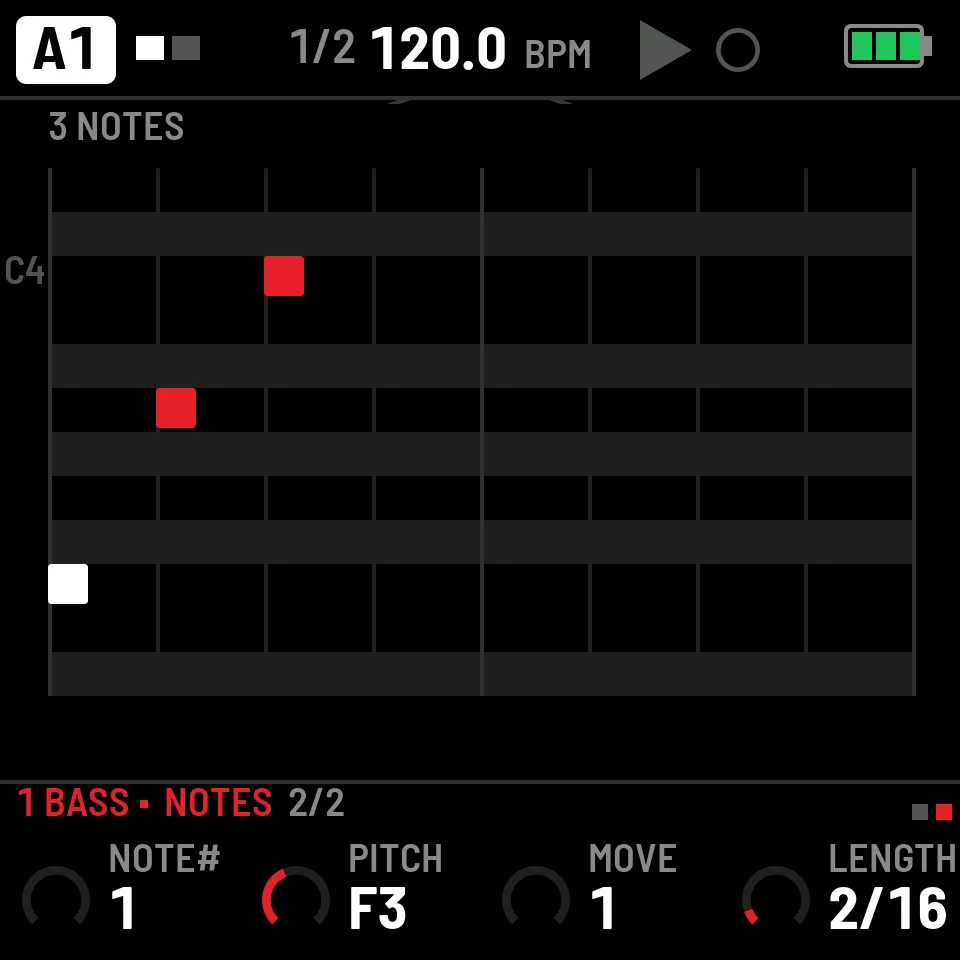 A1 1/2 120.0 BPM
3 NOTES
C4
1 BASS · NOTES 2/2
NOTE# PITCH MOVE LENGTH
1 F3 1 2/16